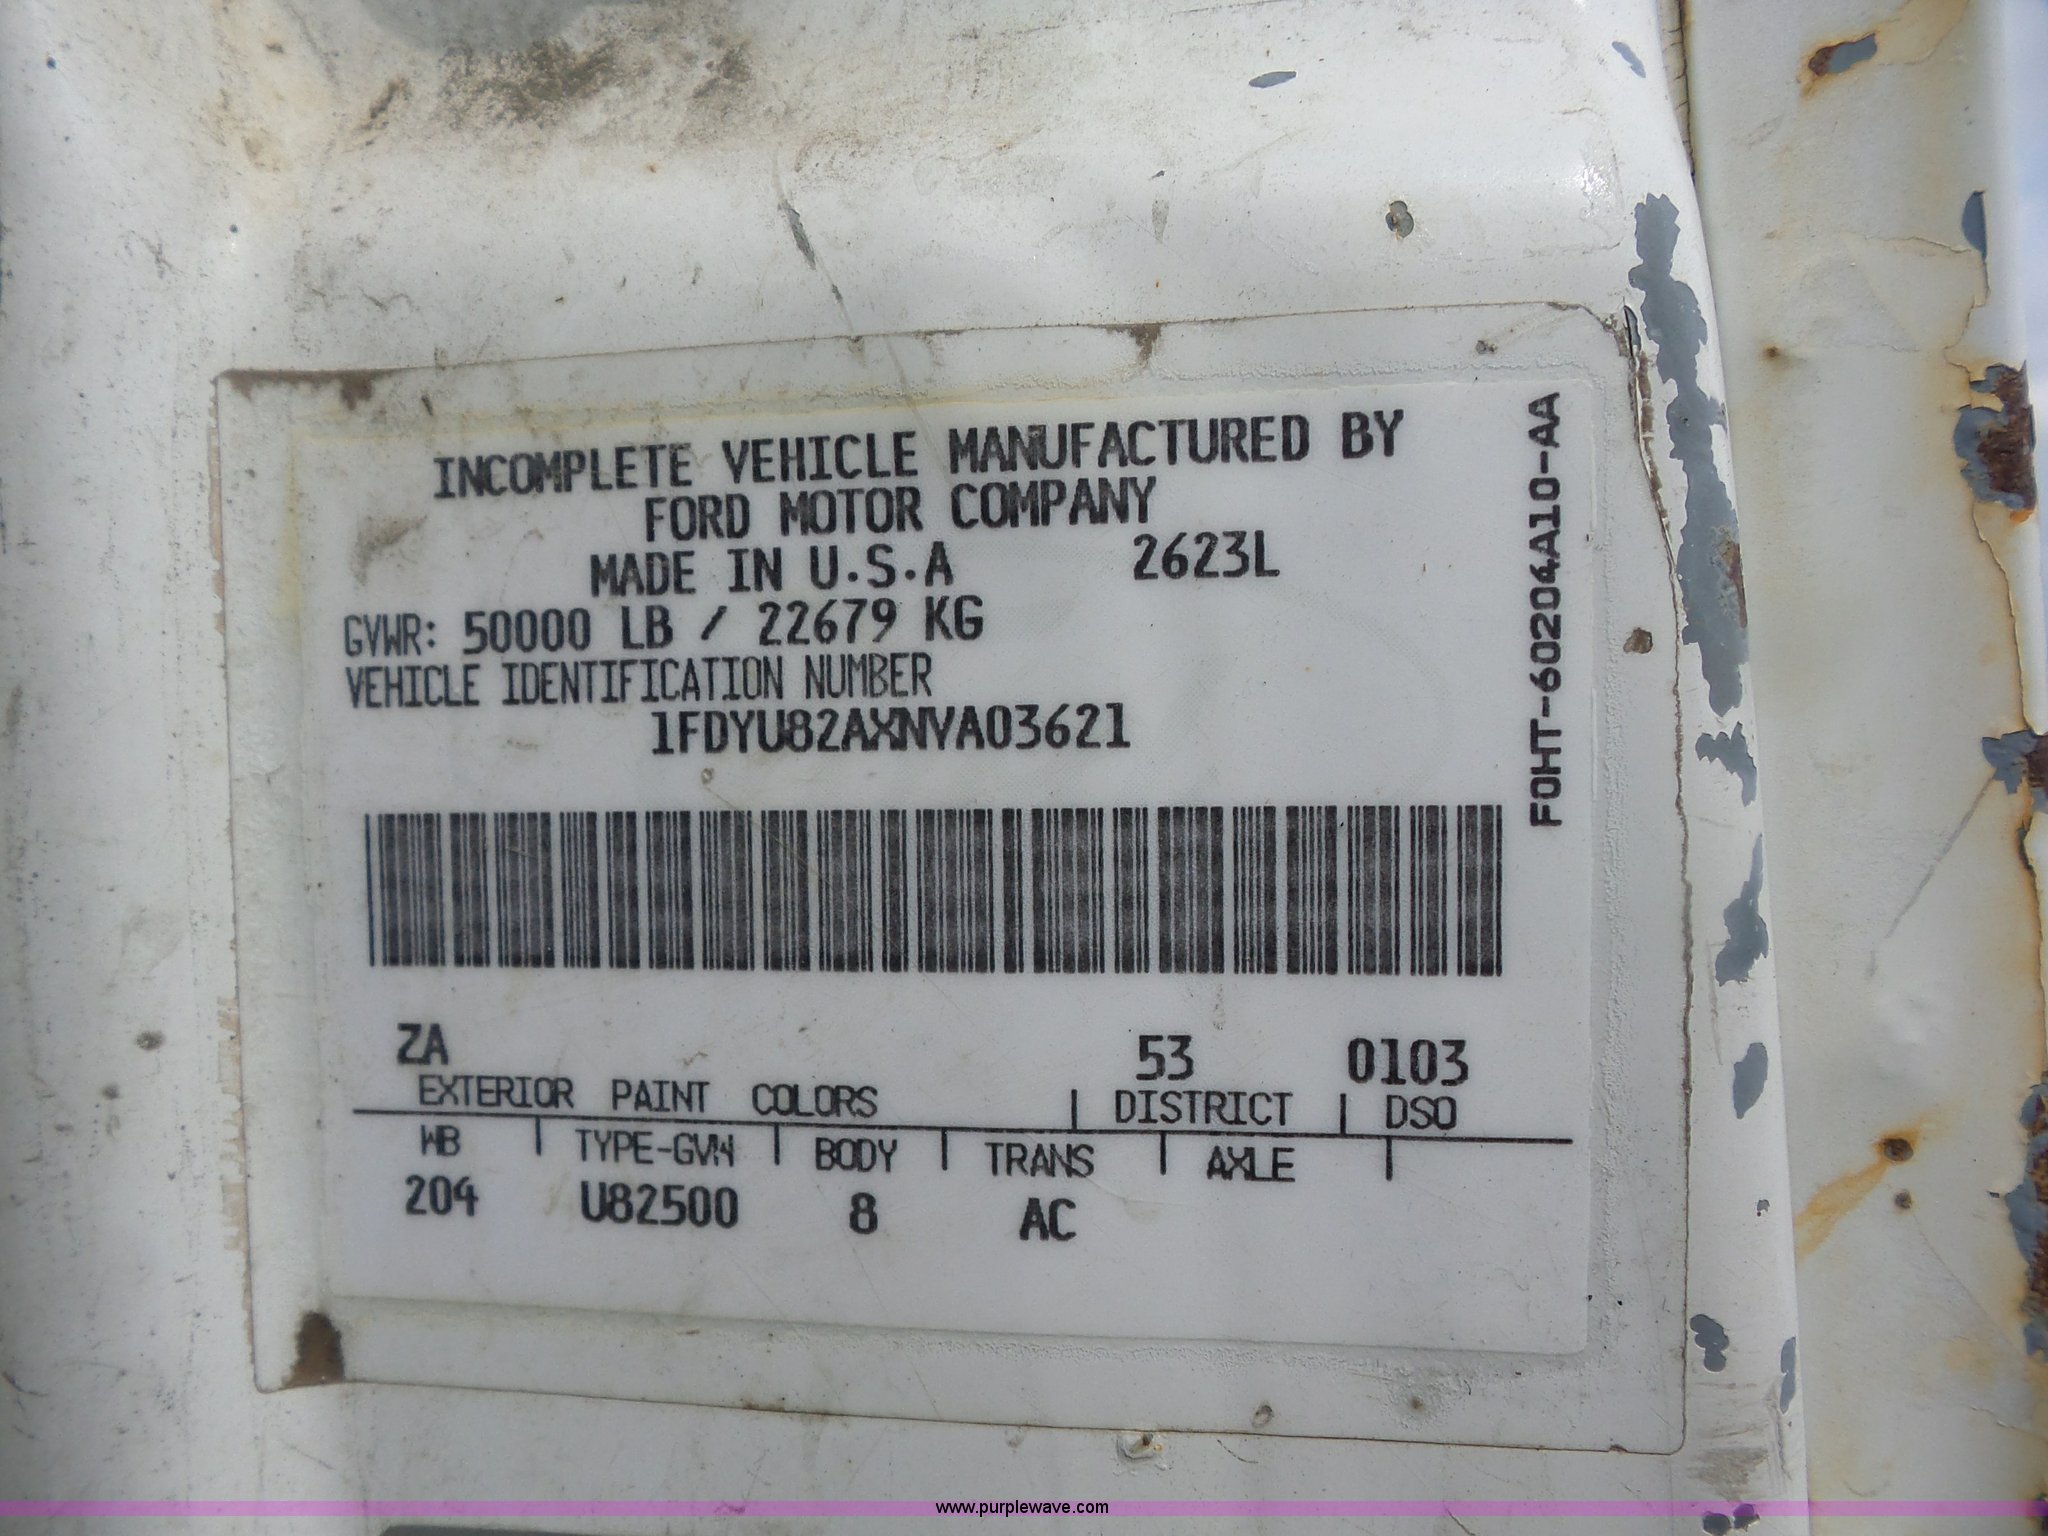 INCOMPLETE VEHICLE MANUFACTURED BY
FORD MOTOR COMPANY
MADE IN U.S.A 2623L
GVWR: 50000 LB / 22679 KG
VEHICLE IDENTIFICATION NUMBER
1FDYU82AXNVA03621
F0HT-60204A10-AA
ZA 53 0103
EXTERIOR PAINT COLORS DISTRICT DSO
WB TYPE-GVW BODY TRANS AXLE
204 U82500 8 AC
www.purplewave.com